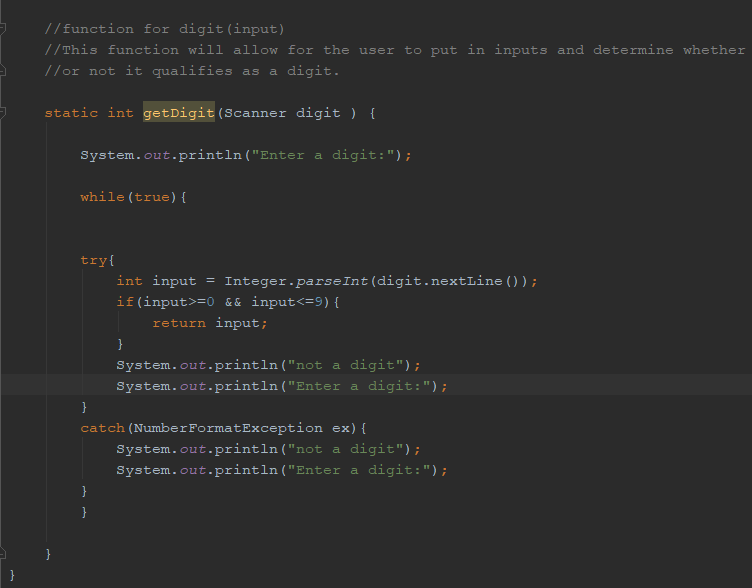 //function for digit(input)
//This function will allow for the user to put in inputs and determine whether
//or not it qualifies as a digit.
static int getDigit(Scanner digit ) {
System.out.println("Enter a digit:");
while(true){
try{
int input = Integer.parseInt(digit.nextLine());
if(input>=0 && input<=9){
return input;
}
System.out.println("not a digit");
System.out.println("Enter a digit:");
}
catch(NumberFormatException ex){
System.out.println("not a digit");
System.out.println("Enter a digit:");
}
}
}
}